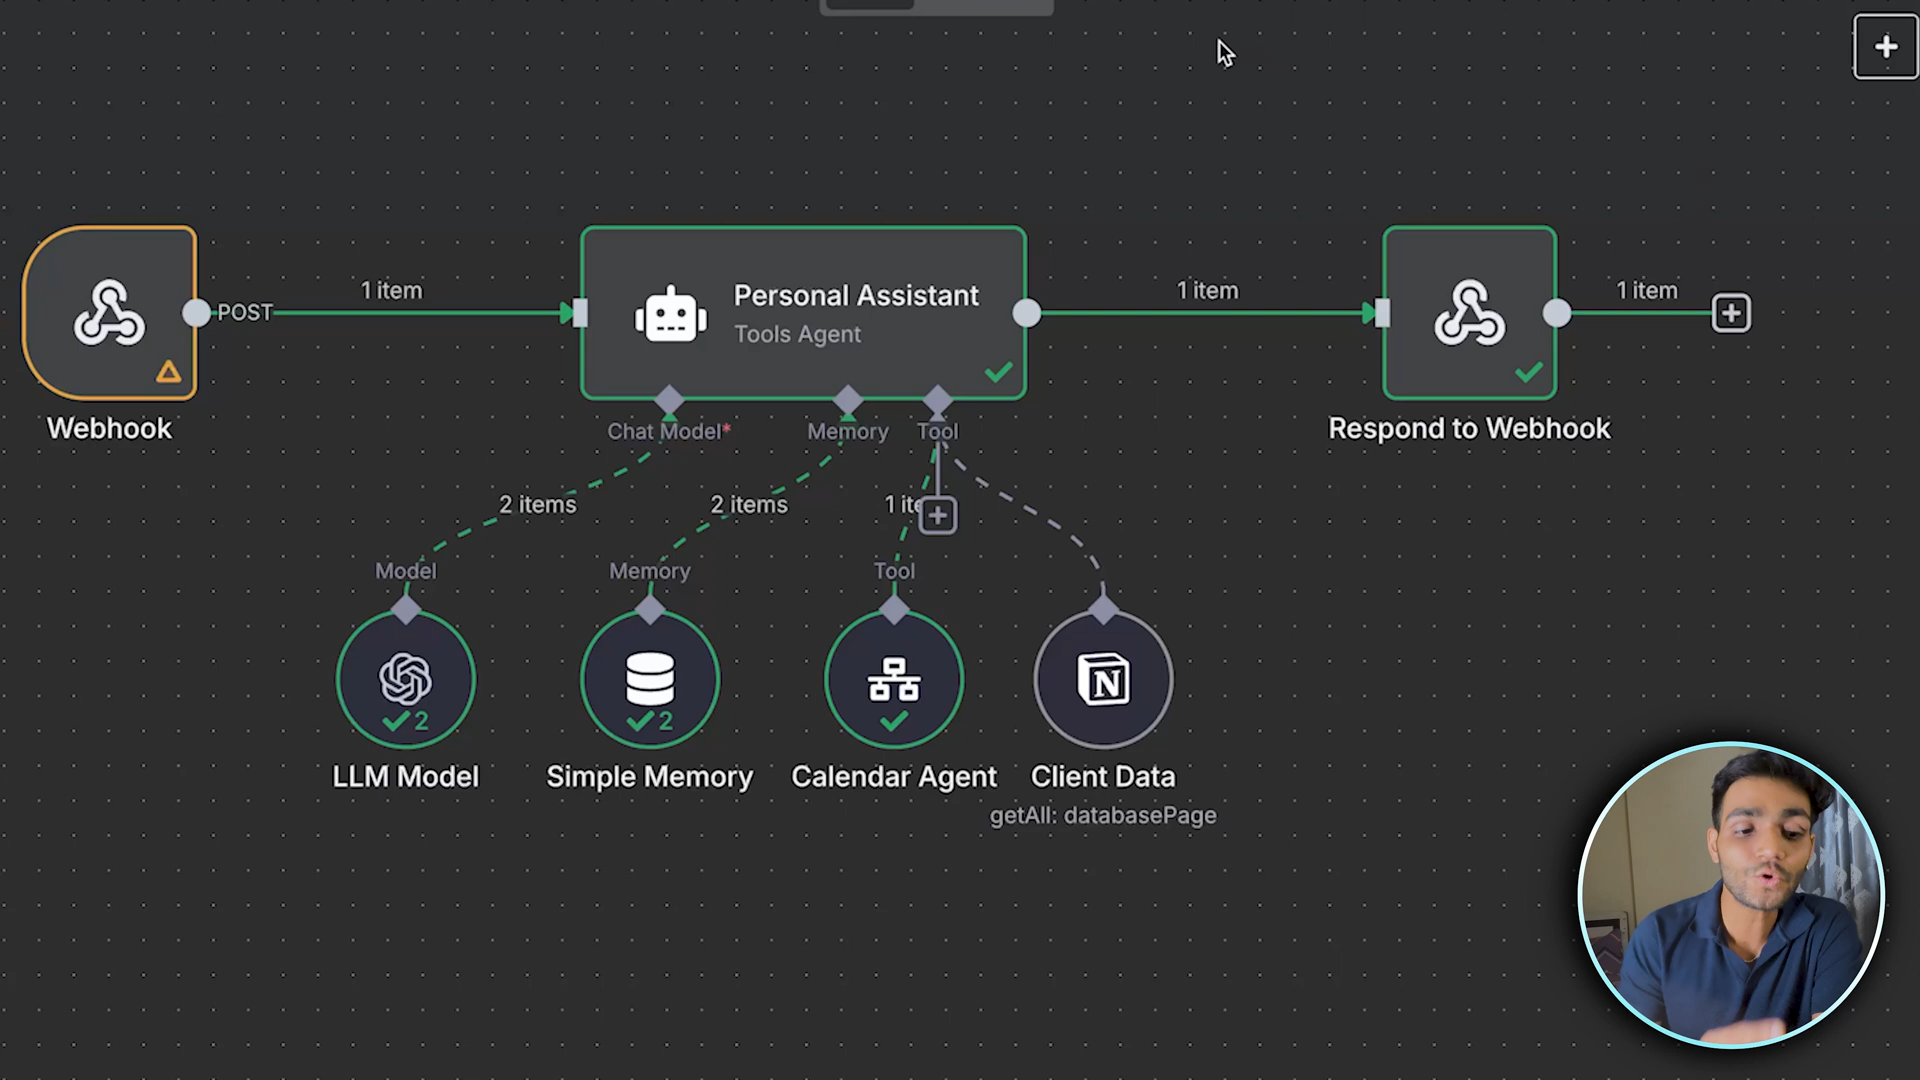 1 item
1 item
1 item
POST
Personal Assistant
Tools Agent
Webhook
Respond to Webhook
Chat Model*
Memory
Tool
2 items
2 items
1 ite
Model
Memory
Tool
N
2
2
LLM Model
Simple Memory
Calendar Agent
Client Data
getAll: databasePage